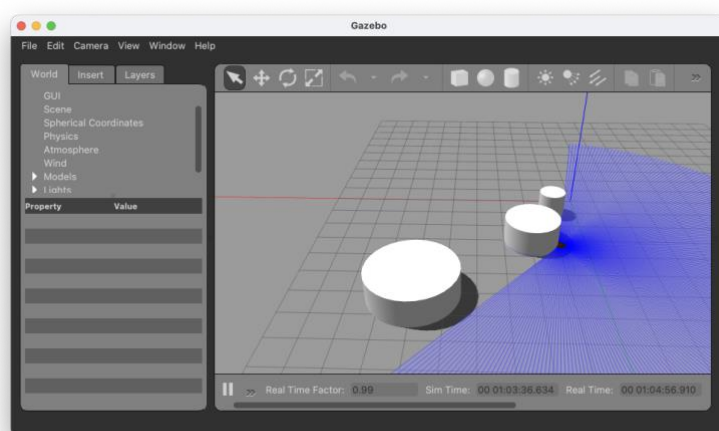 Gazebo
File Edit Camera View Window Help
World Insert Layers
GUI
Scene
Spherical Coordinates
Physics
Atmosphere
Wind
Models
Lights
Property Value
Real Time Factor: 0.99 Sim Time: 00 01:03:36.634 Real Time: 00 01:04:56.910